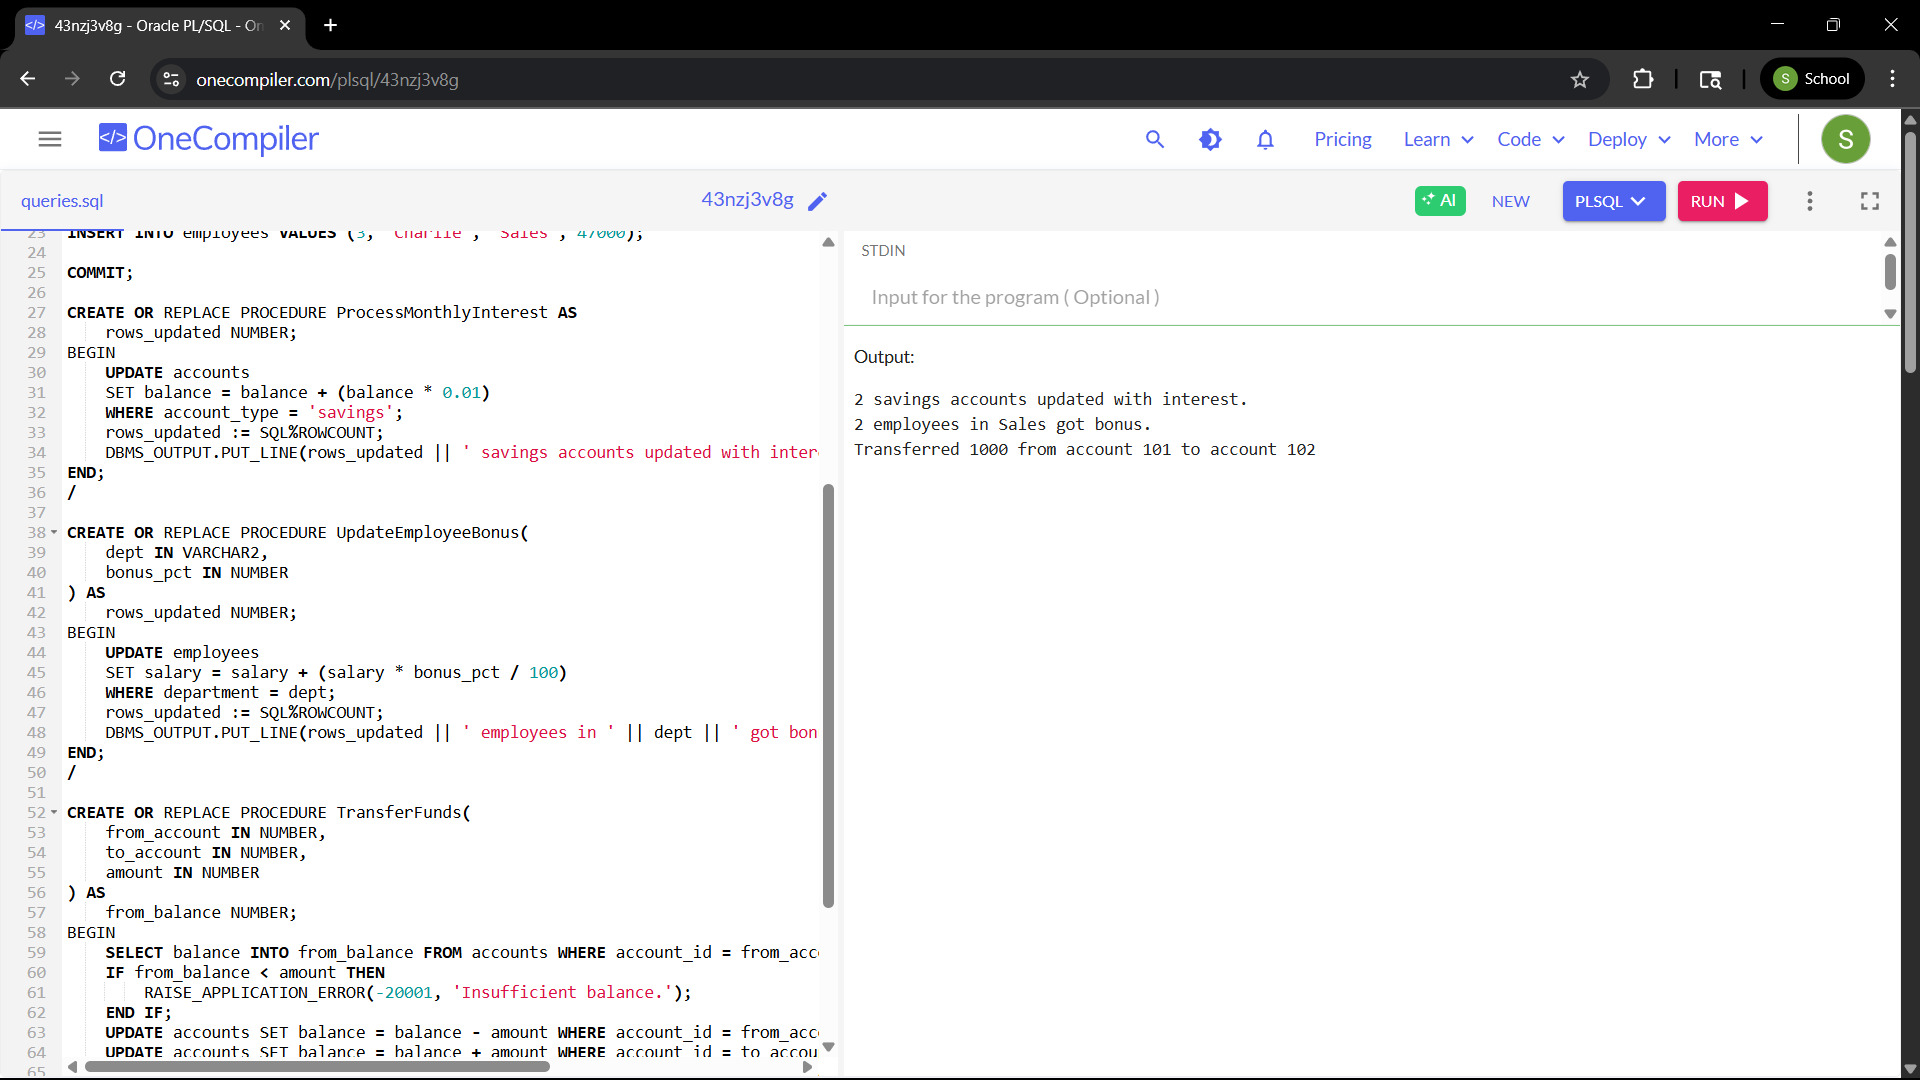 43nzj3v8g - Oracle PL/SQL - On
onecompiler.com/plsql/43nzj3v8g
S School
</> OneCompiler
Pricing Learn Code Deploy More S
queries.sql
43nzj3v8g
AI NEW PLSQL RUN
23 INSERT INTO employees VALUES (3, 'Charlie', 'Sales', 47000);
24
25 COMMIT;
26
27 CREATE OR REPLACE PROCEDURE ProcessMonthlyInterest AS
28 rows_updated NUMBER;
29 BEGIN
30 UPDATE accounts
31 SET balance = balance + (balance * 0.01)
32 WHERE account_type = 'savings';
33 rows_updated := SQL%ROWCOUNT;
34 DBMS_OUTPUT.PUT_LINE(rows_updated || ' savings accounts updated with inter
35 END;
36 /
37
38 CREATE OR REPLACE PROCEDURE UpdateEmployeeBonus(
39 dept IN VARCHAR2,
40 bonus_pct IN NUMBER
41 ) AS
42 rows_updated NUMBER;
43 BEGIN
44 UPDATE employees
45 SET salary = salary + (salary * bonus_pct / 100)
46 WHERE department = dept;
47 rows_updated := SQL%ROWCOUNT;
48 DBMS_OUTPUT.PUT_LINE(rows_updated || ' employees in ' || dept || ' got bon
49 END;
50 /
51
52 CREATE OR REPLACE PROCEDURE TransferFunds(
53 from_account IN NUMBER,
54 to_account IN NUMBER,
55 amount IN NUMBER
56 ) AS
57 from_balance NUMBER;
58 BEGIN
59 SELECT balance INTO from_balance FROM accounts WHERE account_id = from_acc
60 IF from_balance < amount THEN
61 RAISE_APPLICATION_ERROR(-20001, 'Insufficient balance.');
62 END IF;
63 UPDATE accounts SET balance = balance - amount WHERE account_id = from_acc
64 UPDATE accounts SET balance = balance + amount WHERE account_id = to_accou
65
STDIN
Input for the program ( Optional )
Output:
2 savings accounts updated with interest.
2 employees in Sales got bonus.
Transferred 1000 from account 101 to account 102